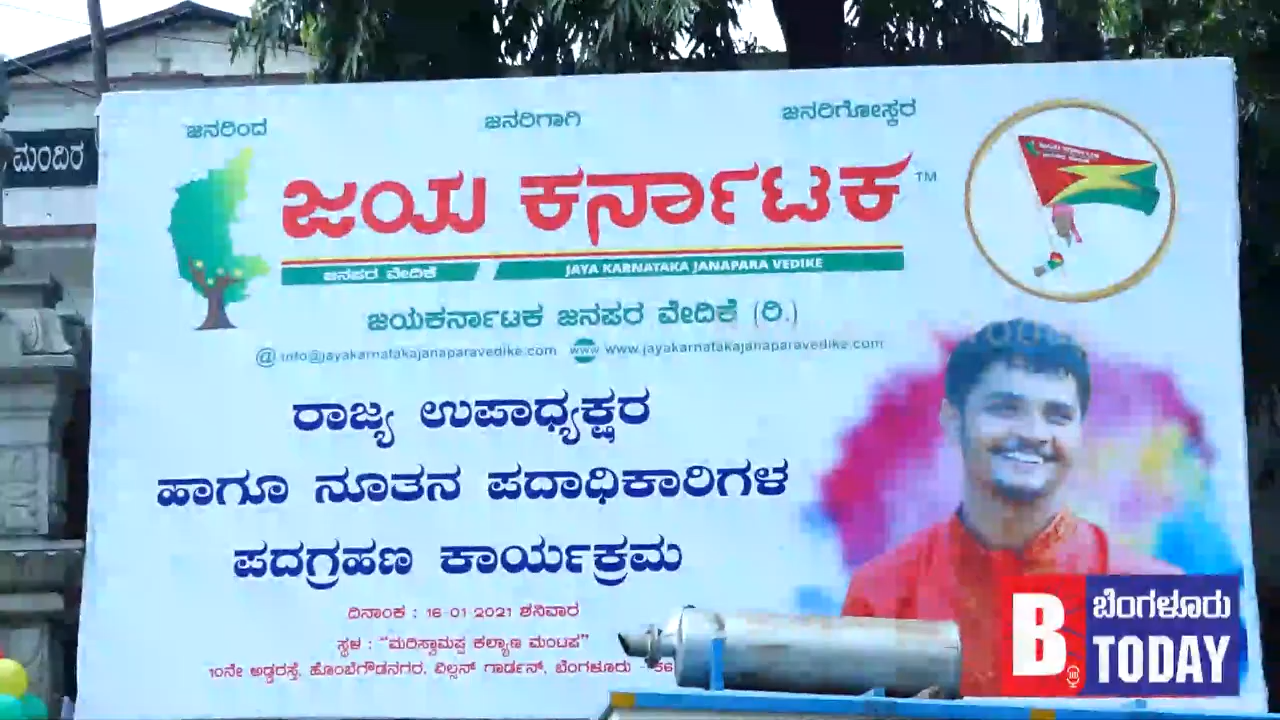 ಜನರಿಂದ ಜನರಿಗಾಗಿ ಜನರಿಗೋಸ್ಕರ
ಮಂದಿರ
ಜಯ ಕರ್ನಾಟಕ TM
ಜನಪರ ವೇದಿಕೆ JAYA KARNATAKA JANAPARA VEDIKE
ಜಯಕರ್ನಾಟಕ ಜನಪರ ವೇದಿಕೆ (ರಿ.)
@ info@jayakarnatakajanaparavedike.com www www.jayakarnatakajanaparavedike.com
ರಾಜ್ಯ ಉಪಾಧ್ಯಕ್ಷರ
ಹಾಗೂ ನೂತನ ಪದಾಧಿಕಾರಿಗಳ
ಪದಗ್ರಹಣ ಕಾರ್ಯಕ್ರಮ
ದಿನಾಂಕ : 16-01 2021 ಶನಿವಾರ
ಸ್ಥಳ : "ಮರಿಸ್ವಾಮಪ್ಪ ಕಲ್ಯಾಣ ಮಂಟಪ"
10ನೇ ಅಡ್ಡರಸ್ತೆ, ಹೊಂಬೆಗೌಡನಗರ, ವಿಲ್ಸನ್ ಗಾರ್ಡನ್, ಬೆಂಗಳೂರು -
B
ಬೆಂಗಳೂರು
TODAY